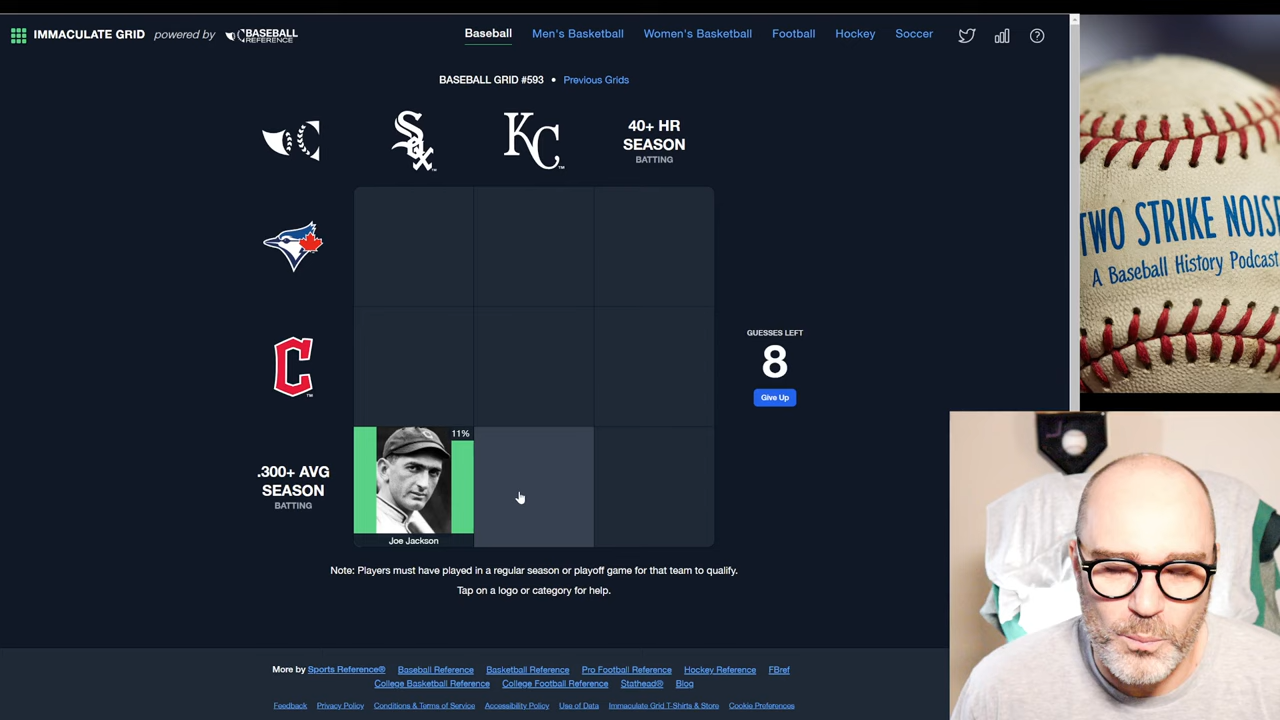 IMMACULATE GRID powered by BASEBALL REFERENCE
Baseball Men's Basketball Women's Basketball Football Hockey Soccer
BASEBALL GRID #593 • Previous Grids
Sox
KC
40+ HR
SEASON
BATTING
C
GUESSES LEFT
8
Give Up
.300+ AVG
SEASON
BATTING
11%
Joe Jackson
Note: Players must have played in a regular season or playoff game for that team to qualify.
Tap on a logo or category for help.
More by Sports Reference® Baseball Reference Basketball Reference Pro Football Reference Hockey Reference FBref
College Basketball Reference College Football Reference Stathead® Blog
Feedback Privacy Policy Conditions & Terms of Service Accessibility Policy Use of Data Immaculate Grid T-Shirts & Store Cookie Preferences
TWO STRIKE NOISE
A Baseball History Podcast